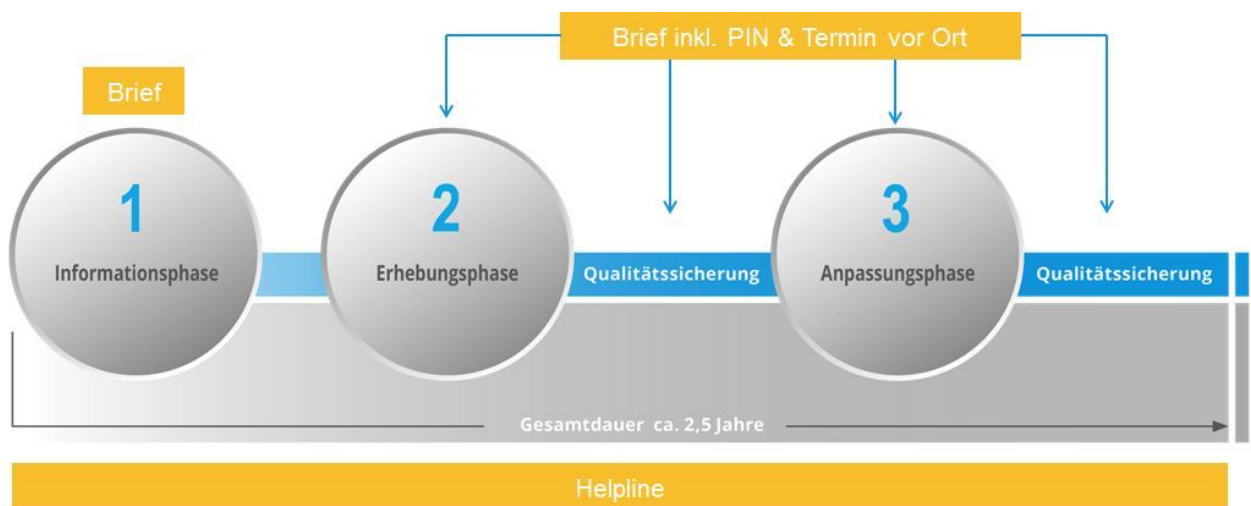 Brief inkl. PIN & Termin vor Ort
Brief
1
Informationsphase
2
Erhebungsphase
Qualitätssicherung
3
Anpassungsphase
Qualitätssicherung
Gesamtdauer ca. 2,5 Jahre
Helpline